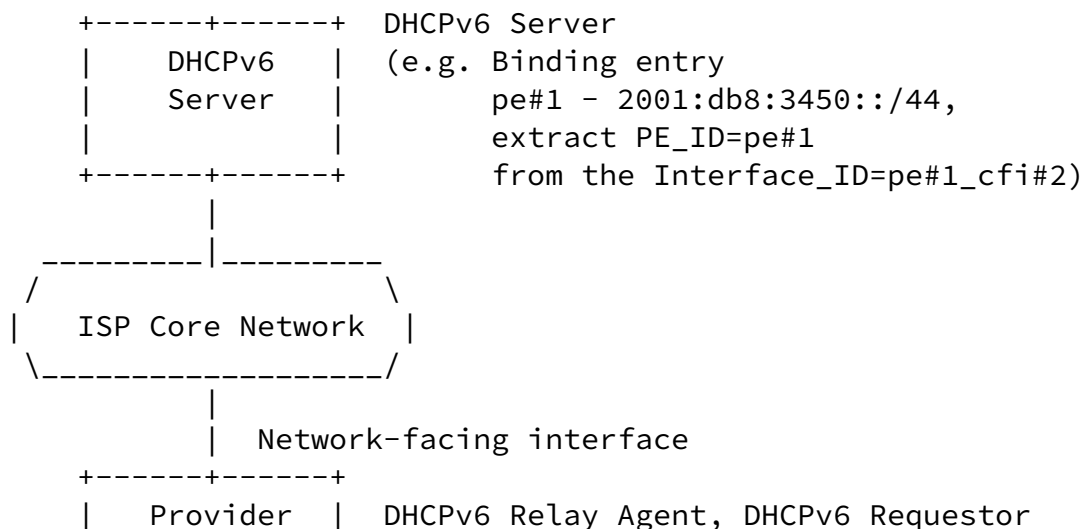 DHCPv6 Server
DHCPv6 (e.g. Binding entry
Server pe#1 - 2001:db8:3450::/44,
extract PE_ID=pe#1
from the Interface_ID=pe#1_cfi#2)
ISP Core Network
Network-facing interface
Provider DHCPv6 Relay Agent, DHCPv6 Requestor